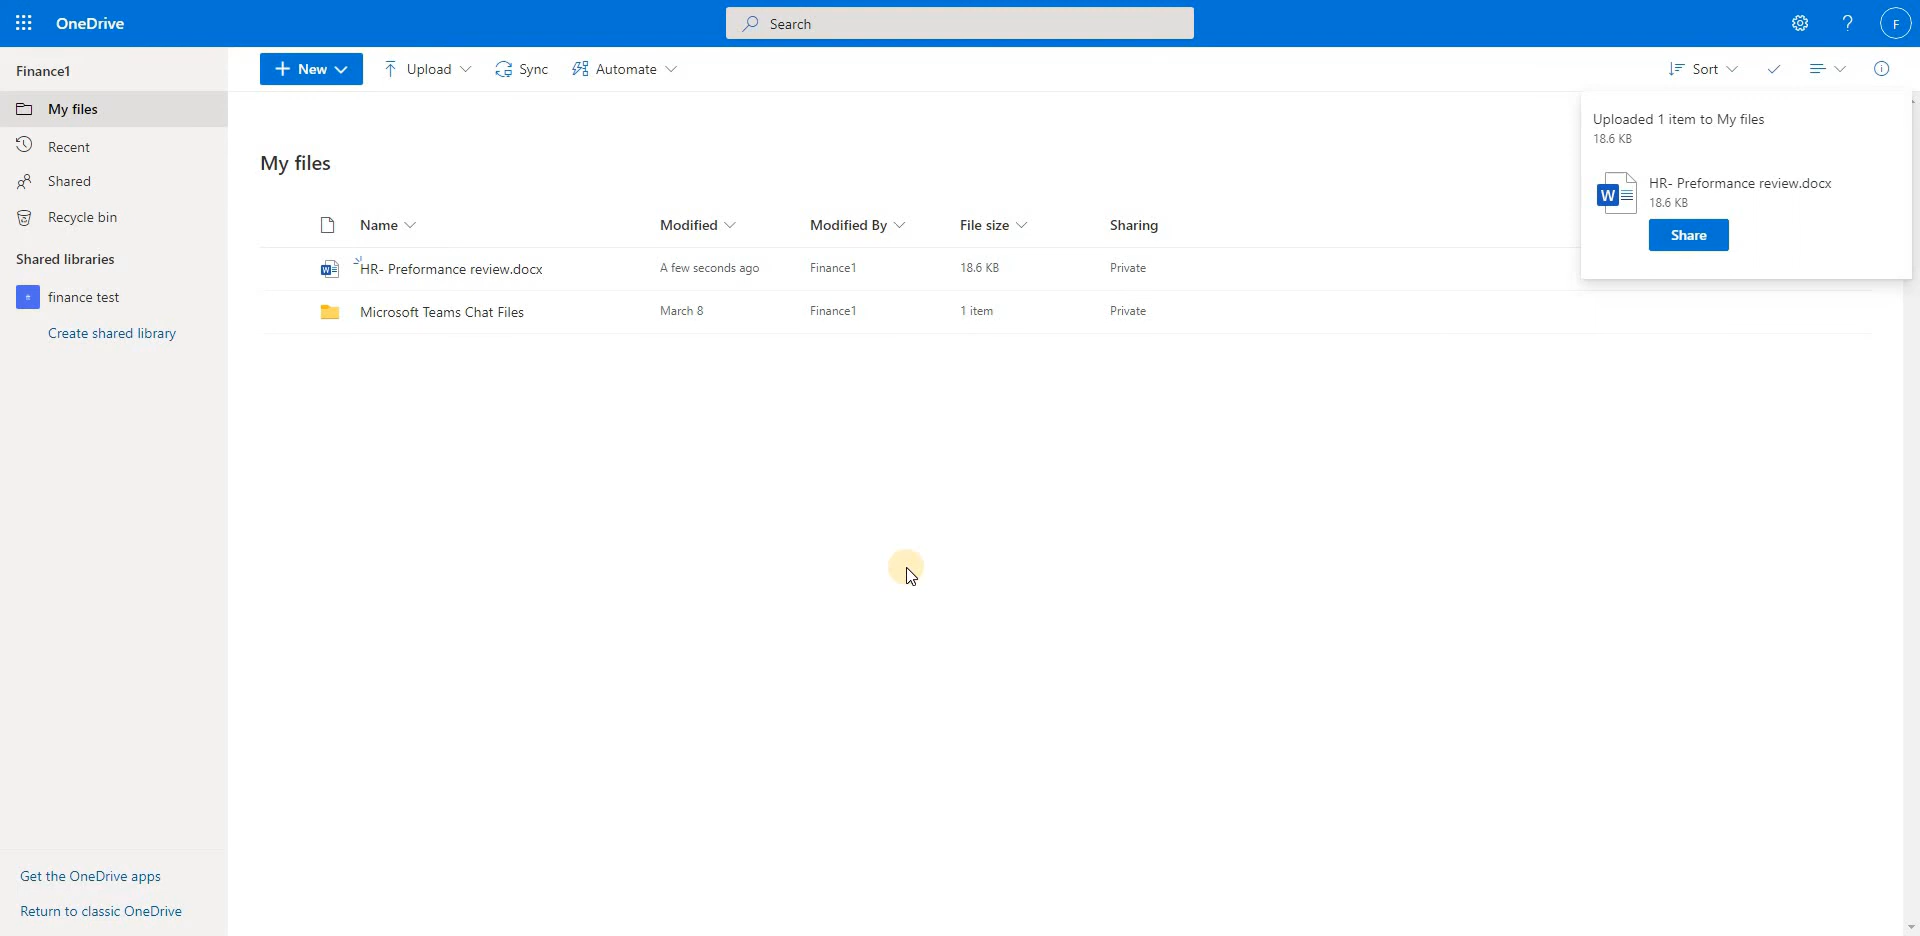 OneDrive
Search
F
Finance1
My files
Recent
Shared
Recycle bin
Shared libraries
finance test
Create shared library
Get the OneDrive apps
Return to classic OneDrive
New
Upload
Sync
Automate
Sort
My files
Name Modified Modified By File size Sharing
HR- Preformance review.docx A few seconds ago Finance1 18.6 KB Private
Microsoft Teams Chat Files March 8 Finance1 1 item Private
Uploaded 1 item to My files
18.6 KB
W
HR- Preformance review.docx
18.6 KB
Share